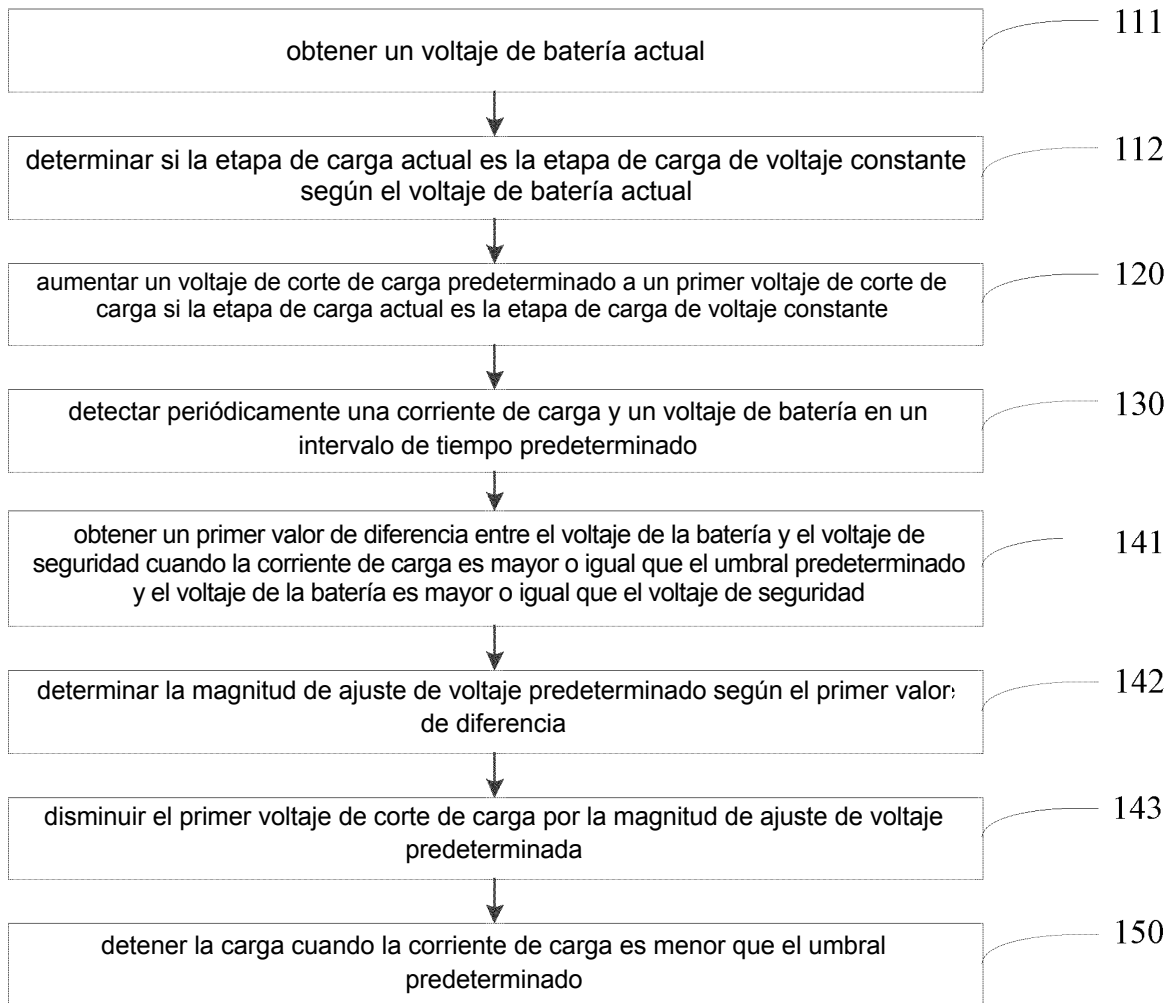 obtener un voltaje de batería actual
111
determinar si la etapa de carga actual es la etapa de carga de voltaje constante
según el voltaje de batería actual
112
aumentar un voltaje de corte de carga predeterminado a un primer voltaje de corte de
carga si la etapa de carga actual es la etapa de carga de voltaje constante
120
detectar periódicamente una corriente de carga y un voltaje de batería en un
intervalo de tiempo predeterminado
130
obtener un primer valor de diferencia entre el voltaje de la batería y el voltaje de
seguridad cuando la corriente de carga es mayor o igual que el umbral predeterminado
y el voltaje de la batería es mayor o igual que el voltaje de seguridad
141
determinar la magnitud de ajuste de voltaje predeterminado según el primer valor
de diferencia
142
disminuir el primer voltaje de corte de carga por la magnitud de ajuste de voltaje
predeterminada
143
detener la carga cuando la corriente de carga es menor que el umbral
predeterminado
150